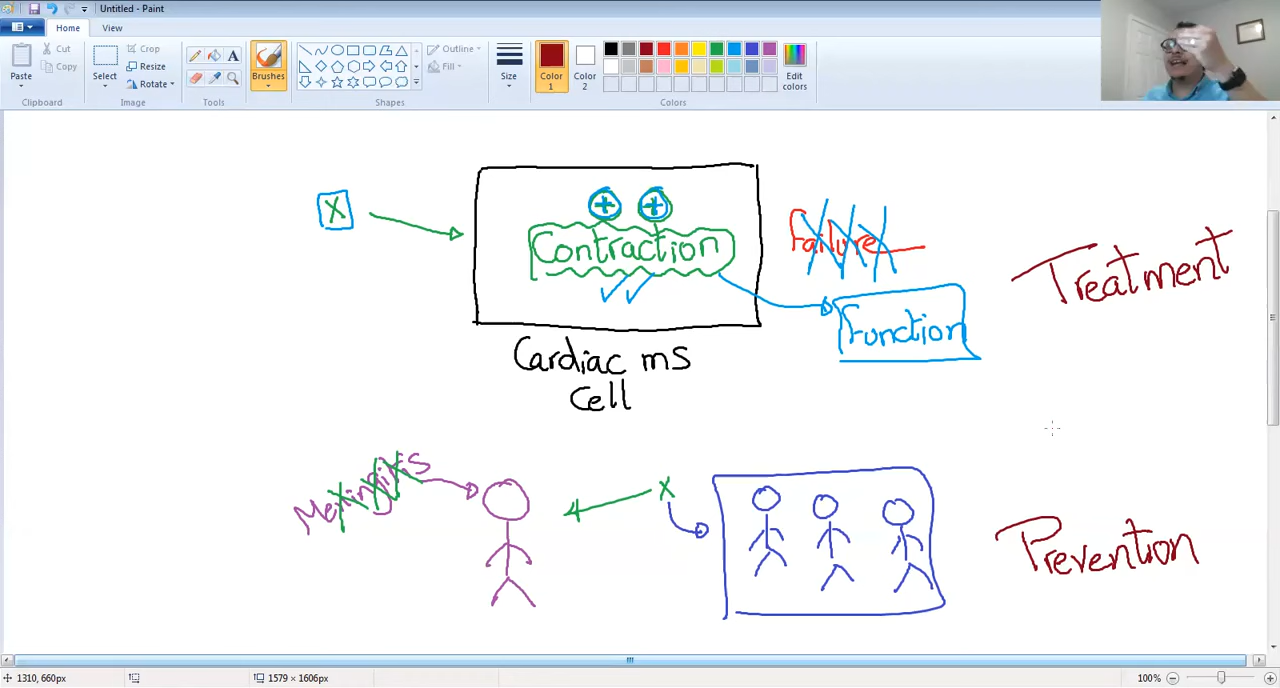 Untitled - Paint
Home
View
Paste
Cut
Copy
Clipboard
Select
Crop
Resize
Rotate
Image
A
Tools
Brushes
Shapes
Outline
Fill
Size
Color
1
Color
2
Edit
colors
Colors
X
+ +
Contraction
Failure
Function
Treatment
Cardiac ms
Cell
Meningitis
X
Prevention
1310, 660px
1579 × 1606px
100%